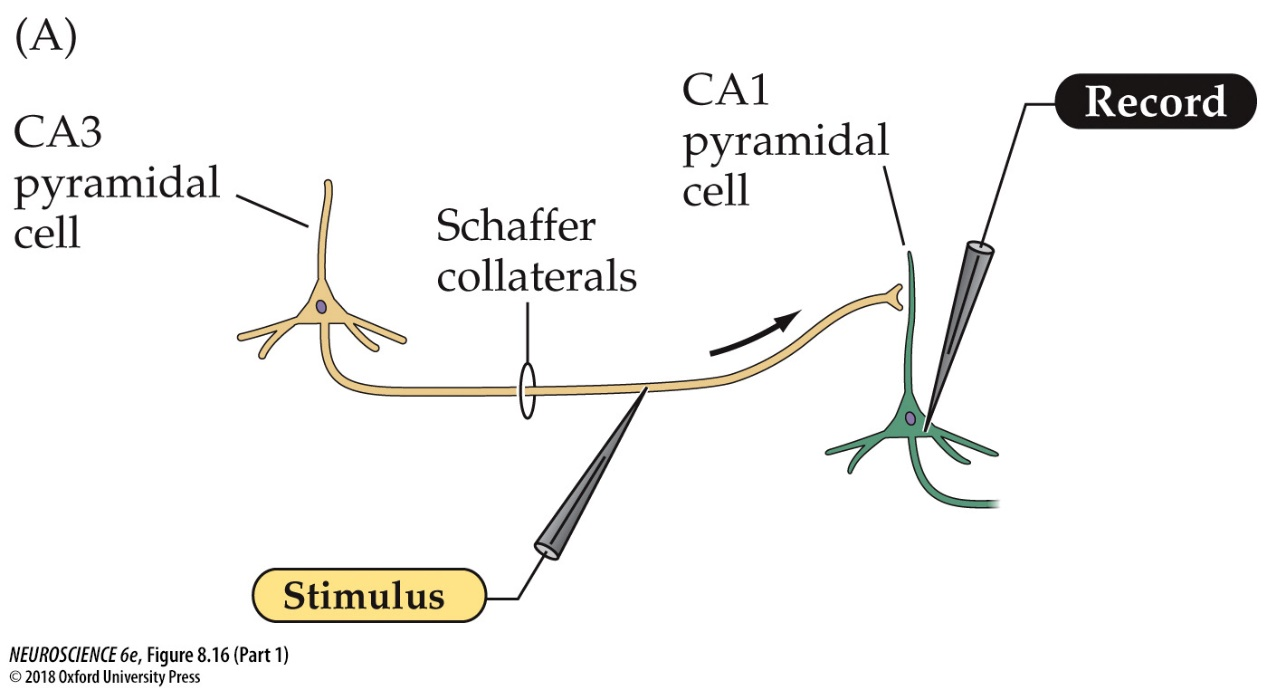 (A)
CA3
pyramidal
cell
Schaffer
collaterals
CA1
pyramidal
cell
Record
Stimulus
NEUROSCIENCE 6e, Figure 8.16 (Part 1)
© 2018 Oxford University Press